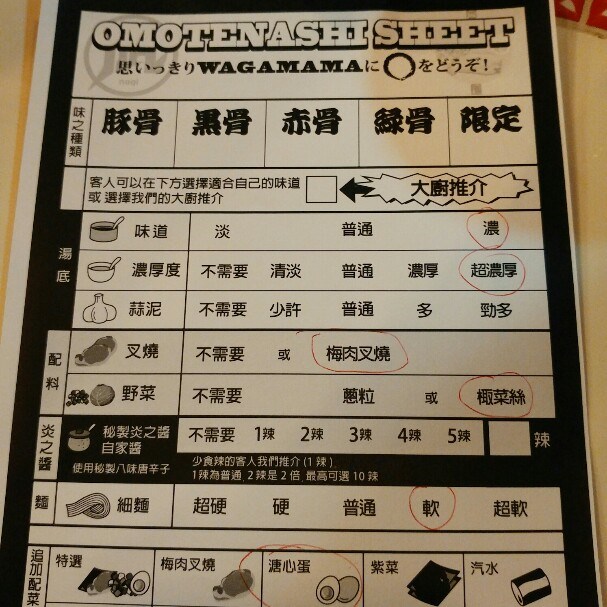 OMOTENASHI SHEET
思いっきりWAGAMAMAに◯をどうぞ!
味之種類 豚骨 黒骨 赤骨 緑骨 限定
客人可以在下方選擇適合自己的味道
或 選擇我們的大廚推介
大廚推介
湯底
味道 淡 普通 濃
濃厚度 不需要 清淡 普通 濃厚 超濃厚
蒜泥 不需要 少許 普通 多 勁多
配料
叉燒 不需要 或 梅肉叉燒
野菜 不需要 蔥粒 或 椰菜絲
炎之醬
秘製炎之醬
自家醬
使用秘製八味唐辛子
不需要 1辣 2辣 3辣 4辣 5辣 辣
少食辣的客人我們推介 (1 辣)
1辣為普通 2辣是2倍 最高可選10辣
麵 細麵 超硬 硬 普通 軟 超軟
追加配菜
特選 梅肉叉燒 溏心蛋 紫菜 汽水